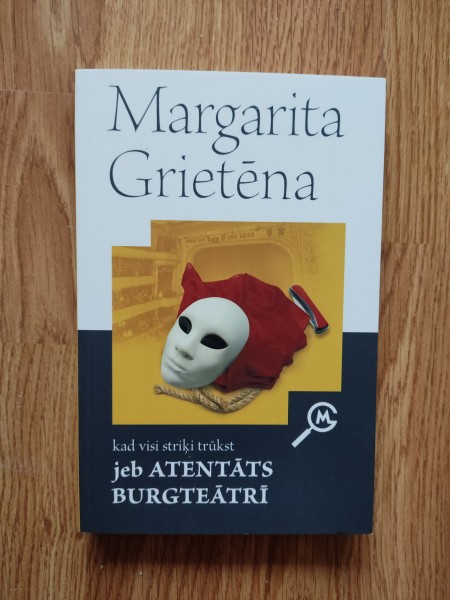 Margarita
Grietēna
M
kad visi striķi trūkst
jeb ATENTĀTS
BURGTEĀTRĪ